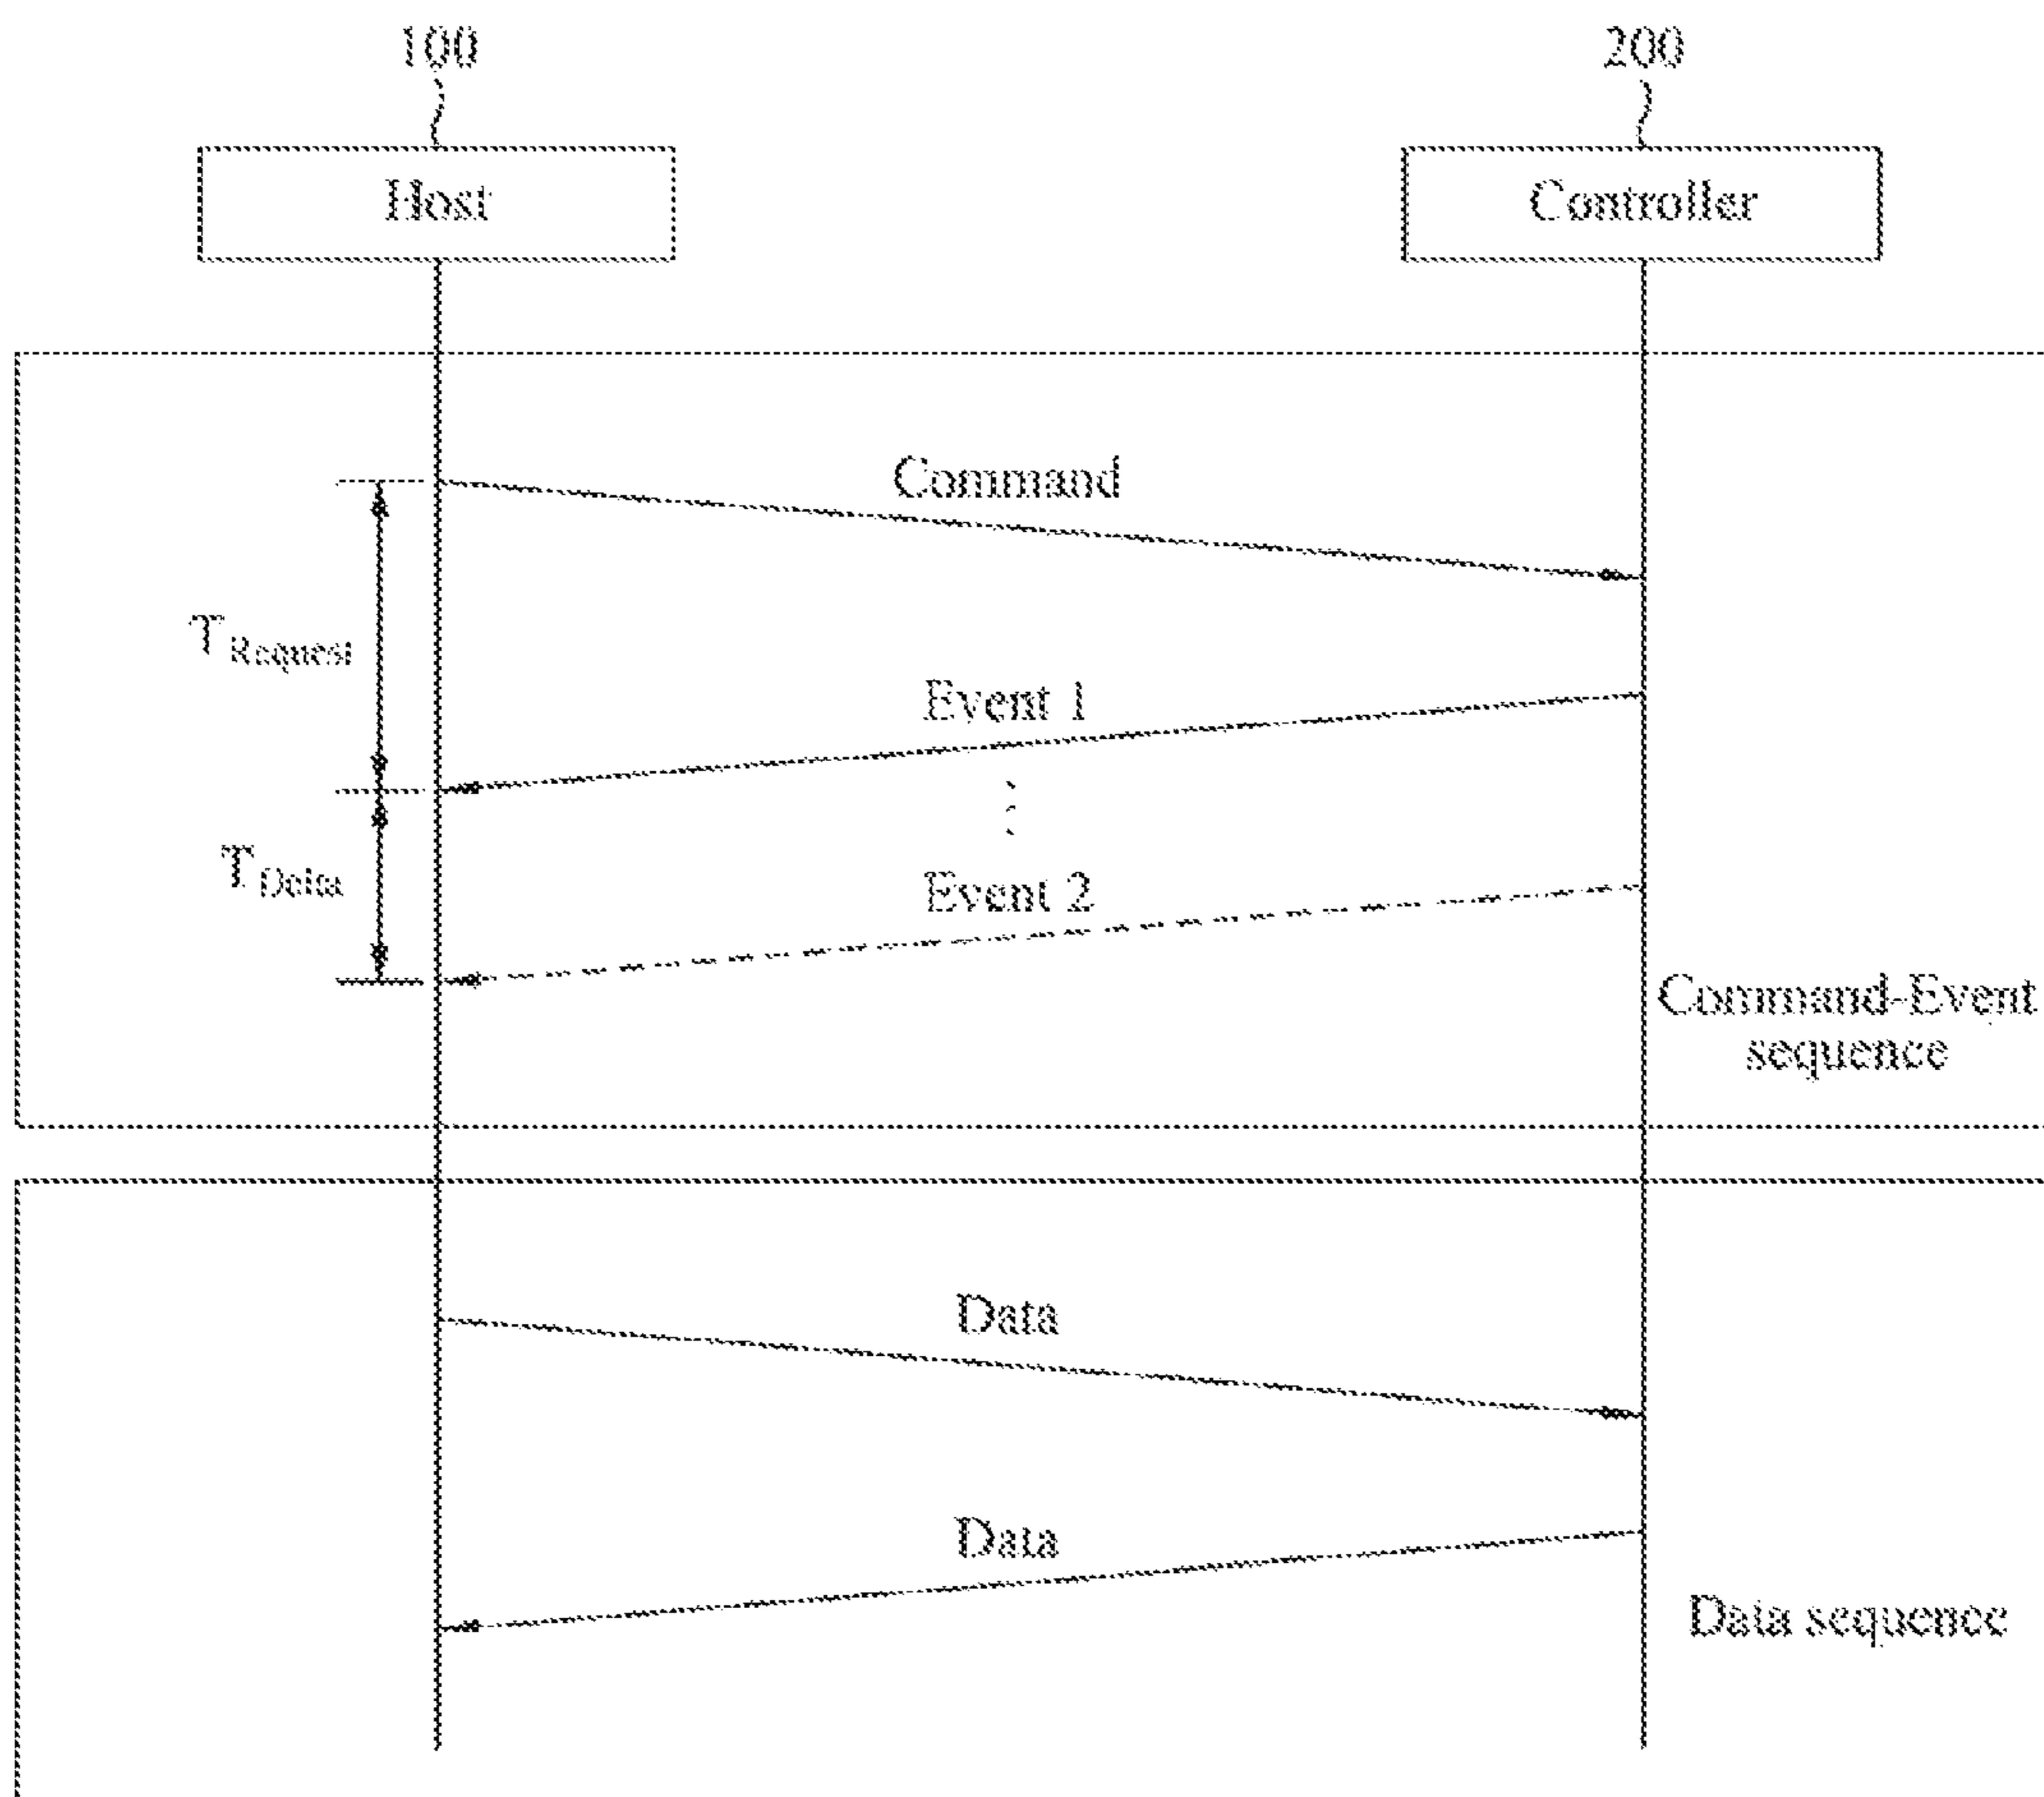 100
200
Host
Controller
Command
T Request
Event 1
T Delta
Event 2
Command-Event
sequence
Data
Data
Data sequence